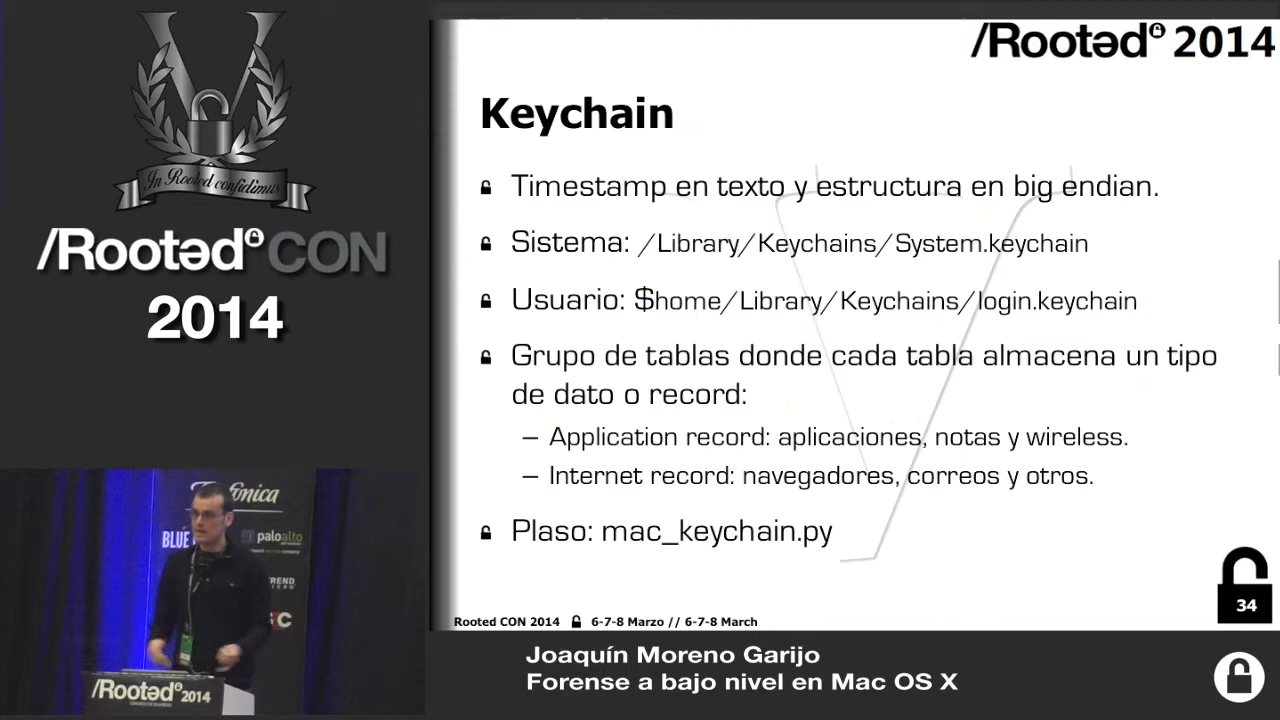 In Rooted confidimus
/Rootəd CON
2014
/Rootəd 2014
Keychain
Timestamp en texto y estructura en big endian.
Sistema: /Library/Keychains/System.keychain
Usuario: $home/Library/Keychains/login.keychain
Grupo de tablas donde cada tabla almacena un tipo
de dato o record:
– Application record: aplicaciones, notas y wireless.
– Internet record: navegadores, correos y otros.
Plaso: mac_keychain.py
34
Rooted CON 2014 6-7-8 Marzo // 6-7-8 March
BLUE
paloalto
/Rootəd 2014
Joaquín Moreno Garijo
Forense a bajo nivel en Mac OS X